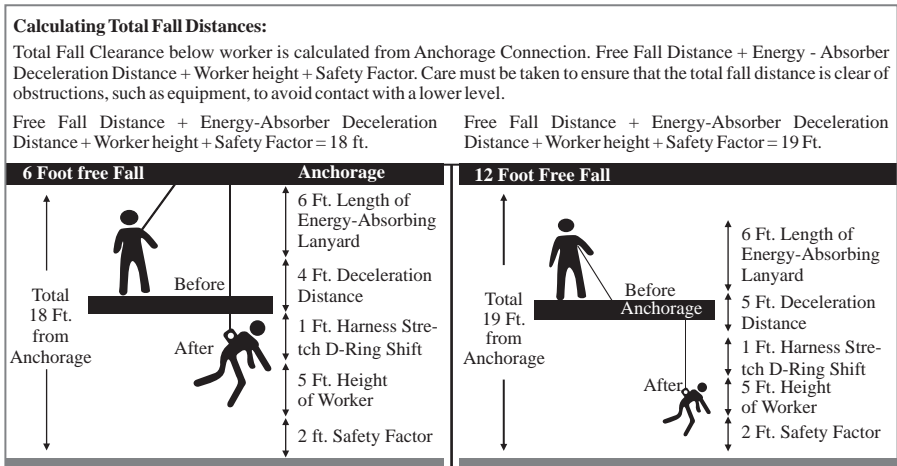 Calculating Total Fall Distances:
Total Fall Clearance below worker is calculated from Anchorage Connection. Free Fall Distance + Energy - Absorber
Deceleration Distance + Worker height + Safety Factor. Care must be taken to ensure that the total fall distance is clear of
obstructions, such as equipment, to avoid contact with a lower level.
Free Fall Distance + Energy-Absorber Deceleration
Distance + Worker height + Safety Factor = 18 ft.
Free Fall Distance + Energy-Absorber Deceleration
Distance + Worker height + Safety Factor = 19 Ft.
6 Foot free Fall
Anchorage
Total
18 Ft.
from
Anchorage
Before
After
6 Ft. Length of
Energy-Absorbing
Lanyard
4 Ft. Deceleration
Distance
1 Ft. Harness Stre-
tch D-Ring Shift
5 Ft. Height
of Worker
2 ft. Safety Factor
12 Foot Free Fall
Total
19 Ft.
from
Anchorage
Before
Anchorage
After
6 Ft. Length of
Energy-Absorbing
Lanyard
5 Ft. Deceleration
Distance
1 Ft. Harness Stre-
tch D-Ring Shift
5 Ft. Height
of Worker
2 Ft. Safety Factor